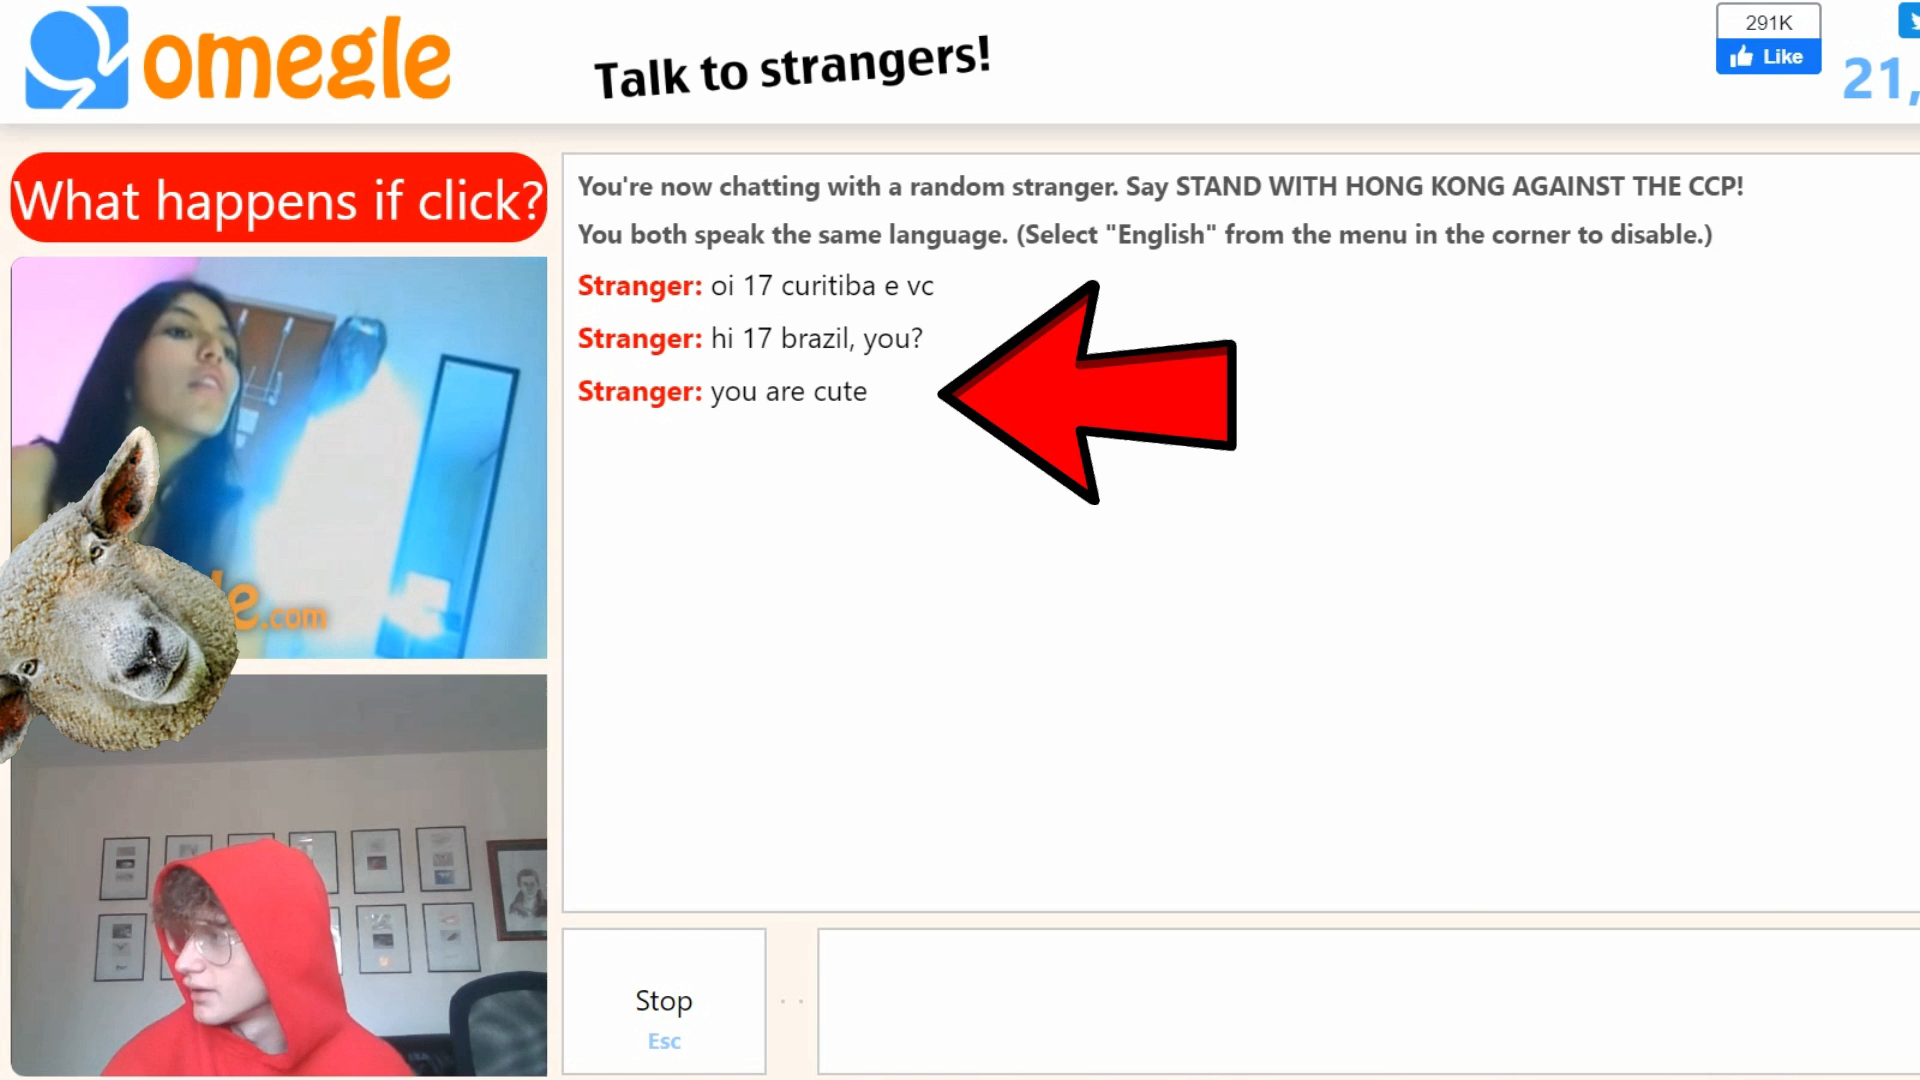 omegle
Talk to strangers!
291K
Like
21,
What happens if click?
You're now chatting with a random stranger. Say STAND WITH HONG KONG AGAINST THE CCP!
You both speak the same language. (Select "English" from the menu in the corner to disable.)
Stranger: oi 17 curitiba e vc
Stranger: hi 17 brazil, you?
Stranger: you are cute
le.com
Stop
Esc